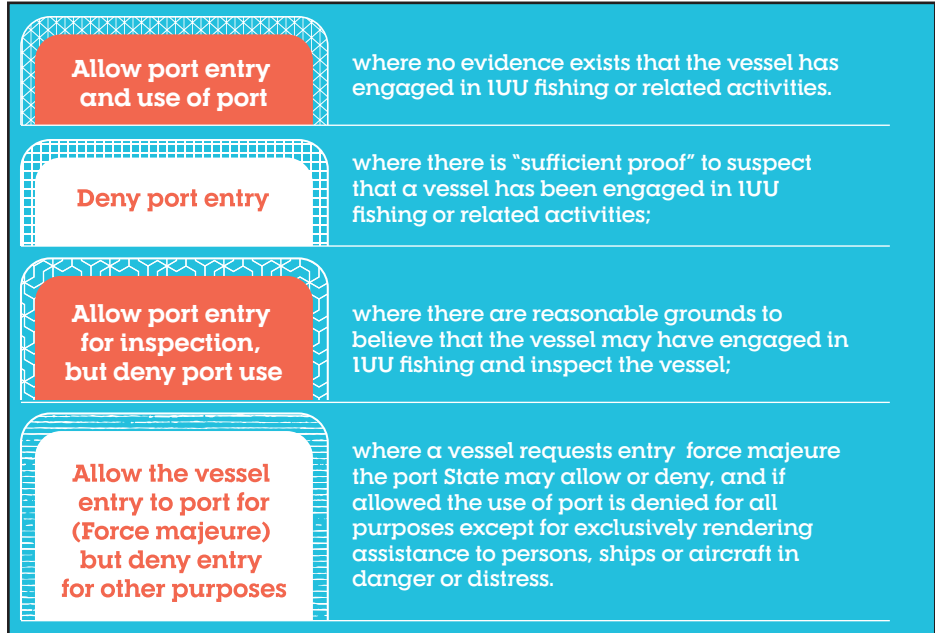 Allow port entry
and use of port
where no evidence exists that the vessel has
engaged in IUU fishing or related activities.
Deny port entry
where there is “sufficient proof” to suspect
that a vessel has been engaged in IUU
fishing or related activities;
Allow port entry
for inspection,
but deny port use
where there are reasonable grounds to
believe that the vessel may have engaged in
IUU fishing and inspect the vessel;
Allow the vessel
entry to port for
(Force majeure)
but deny entry
for other purposes
where a vessel requests entry force majeure
the port State may allow or deny, and if
allowed the use of port is denied for all
purposes except for exclusively rendering
assistance to persons, ships or aircraft in
danger or distress.